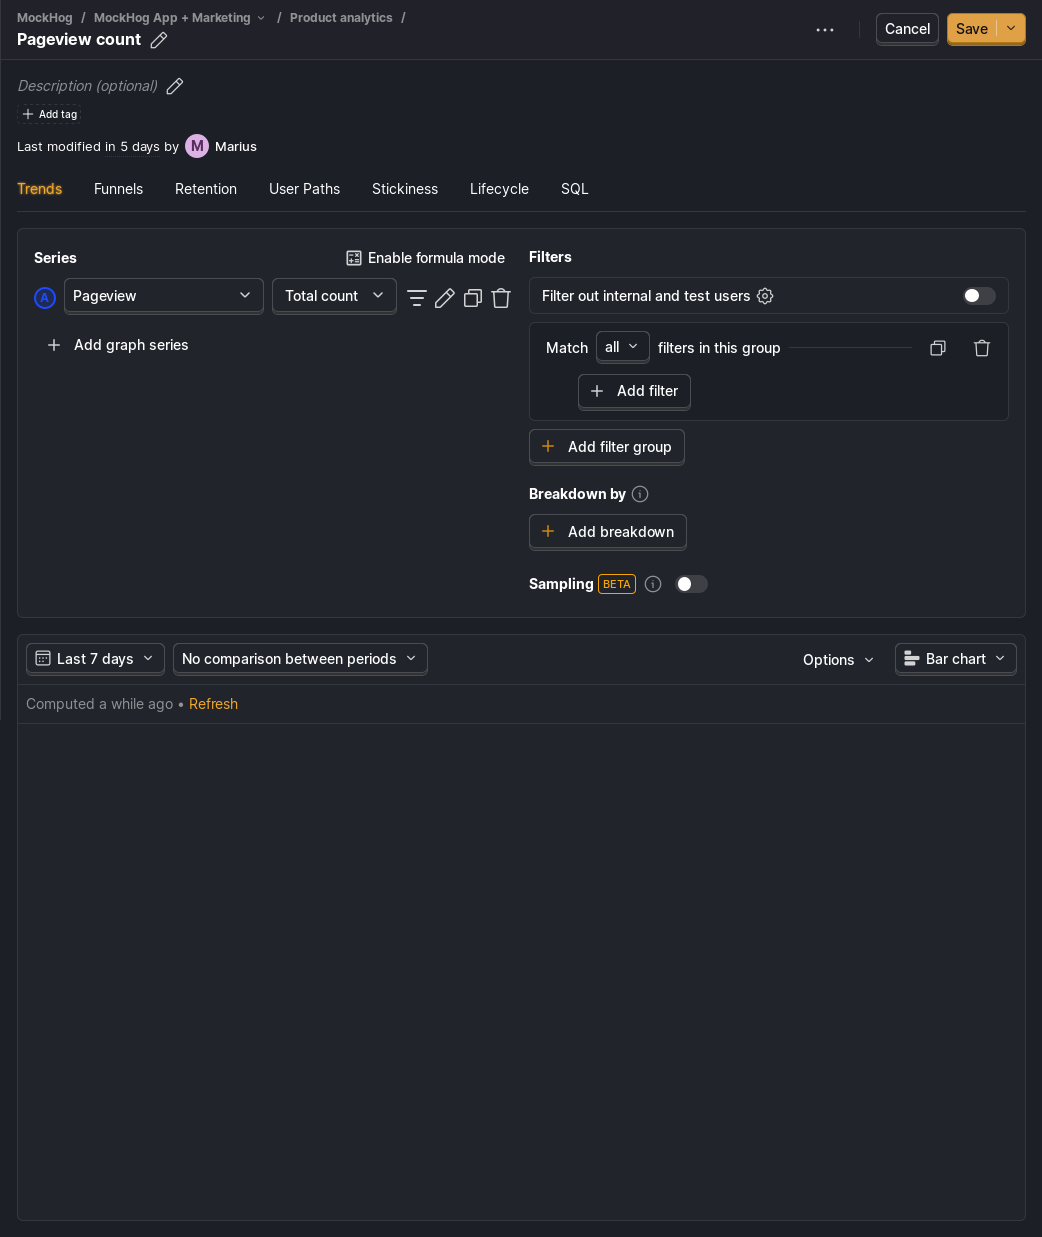 MockHog / MockHog App + Marketing / Product analytics /
Pageview count
Cancel
Save
Description (optional)
Add tag
Last modified in 5 days by M Marius
Trends Funnels Retention User Paths Stickiness Lifecycle SQL
Series
Enable formula mode
A Pageview Total count
Add graph series
Filters
Filter out internal and test users
Match all filters in this group
Add filter
Add filter group
Breakdown by
Add breakdown
Sampling BETA
Last 7 days No comparison between periods Options Bar chart
Computed a while ago • Refresh